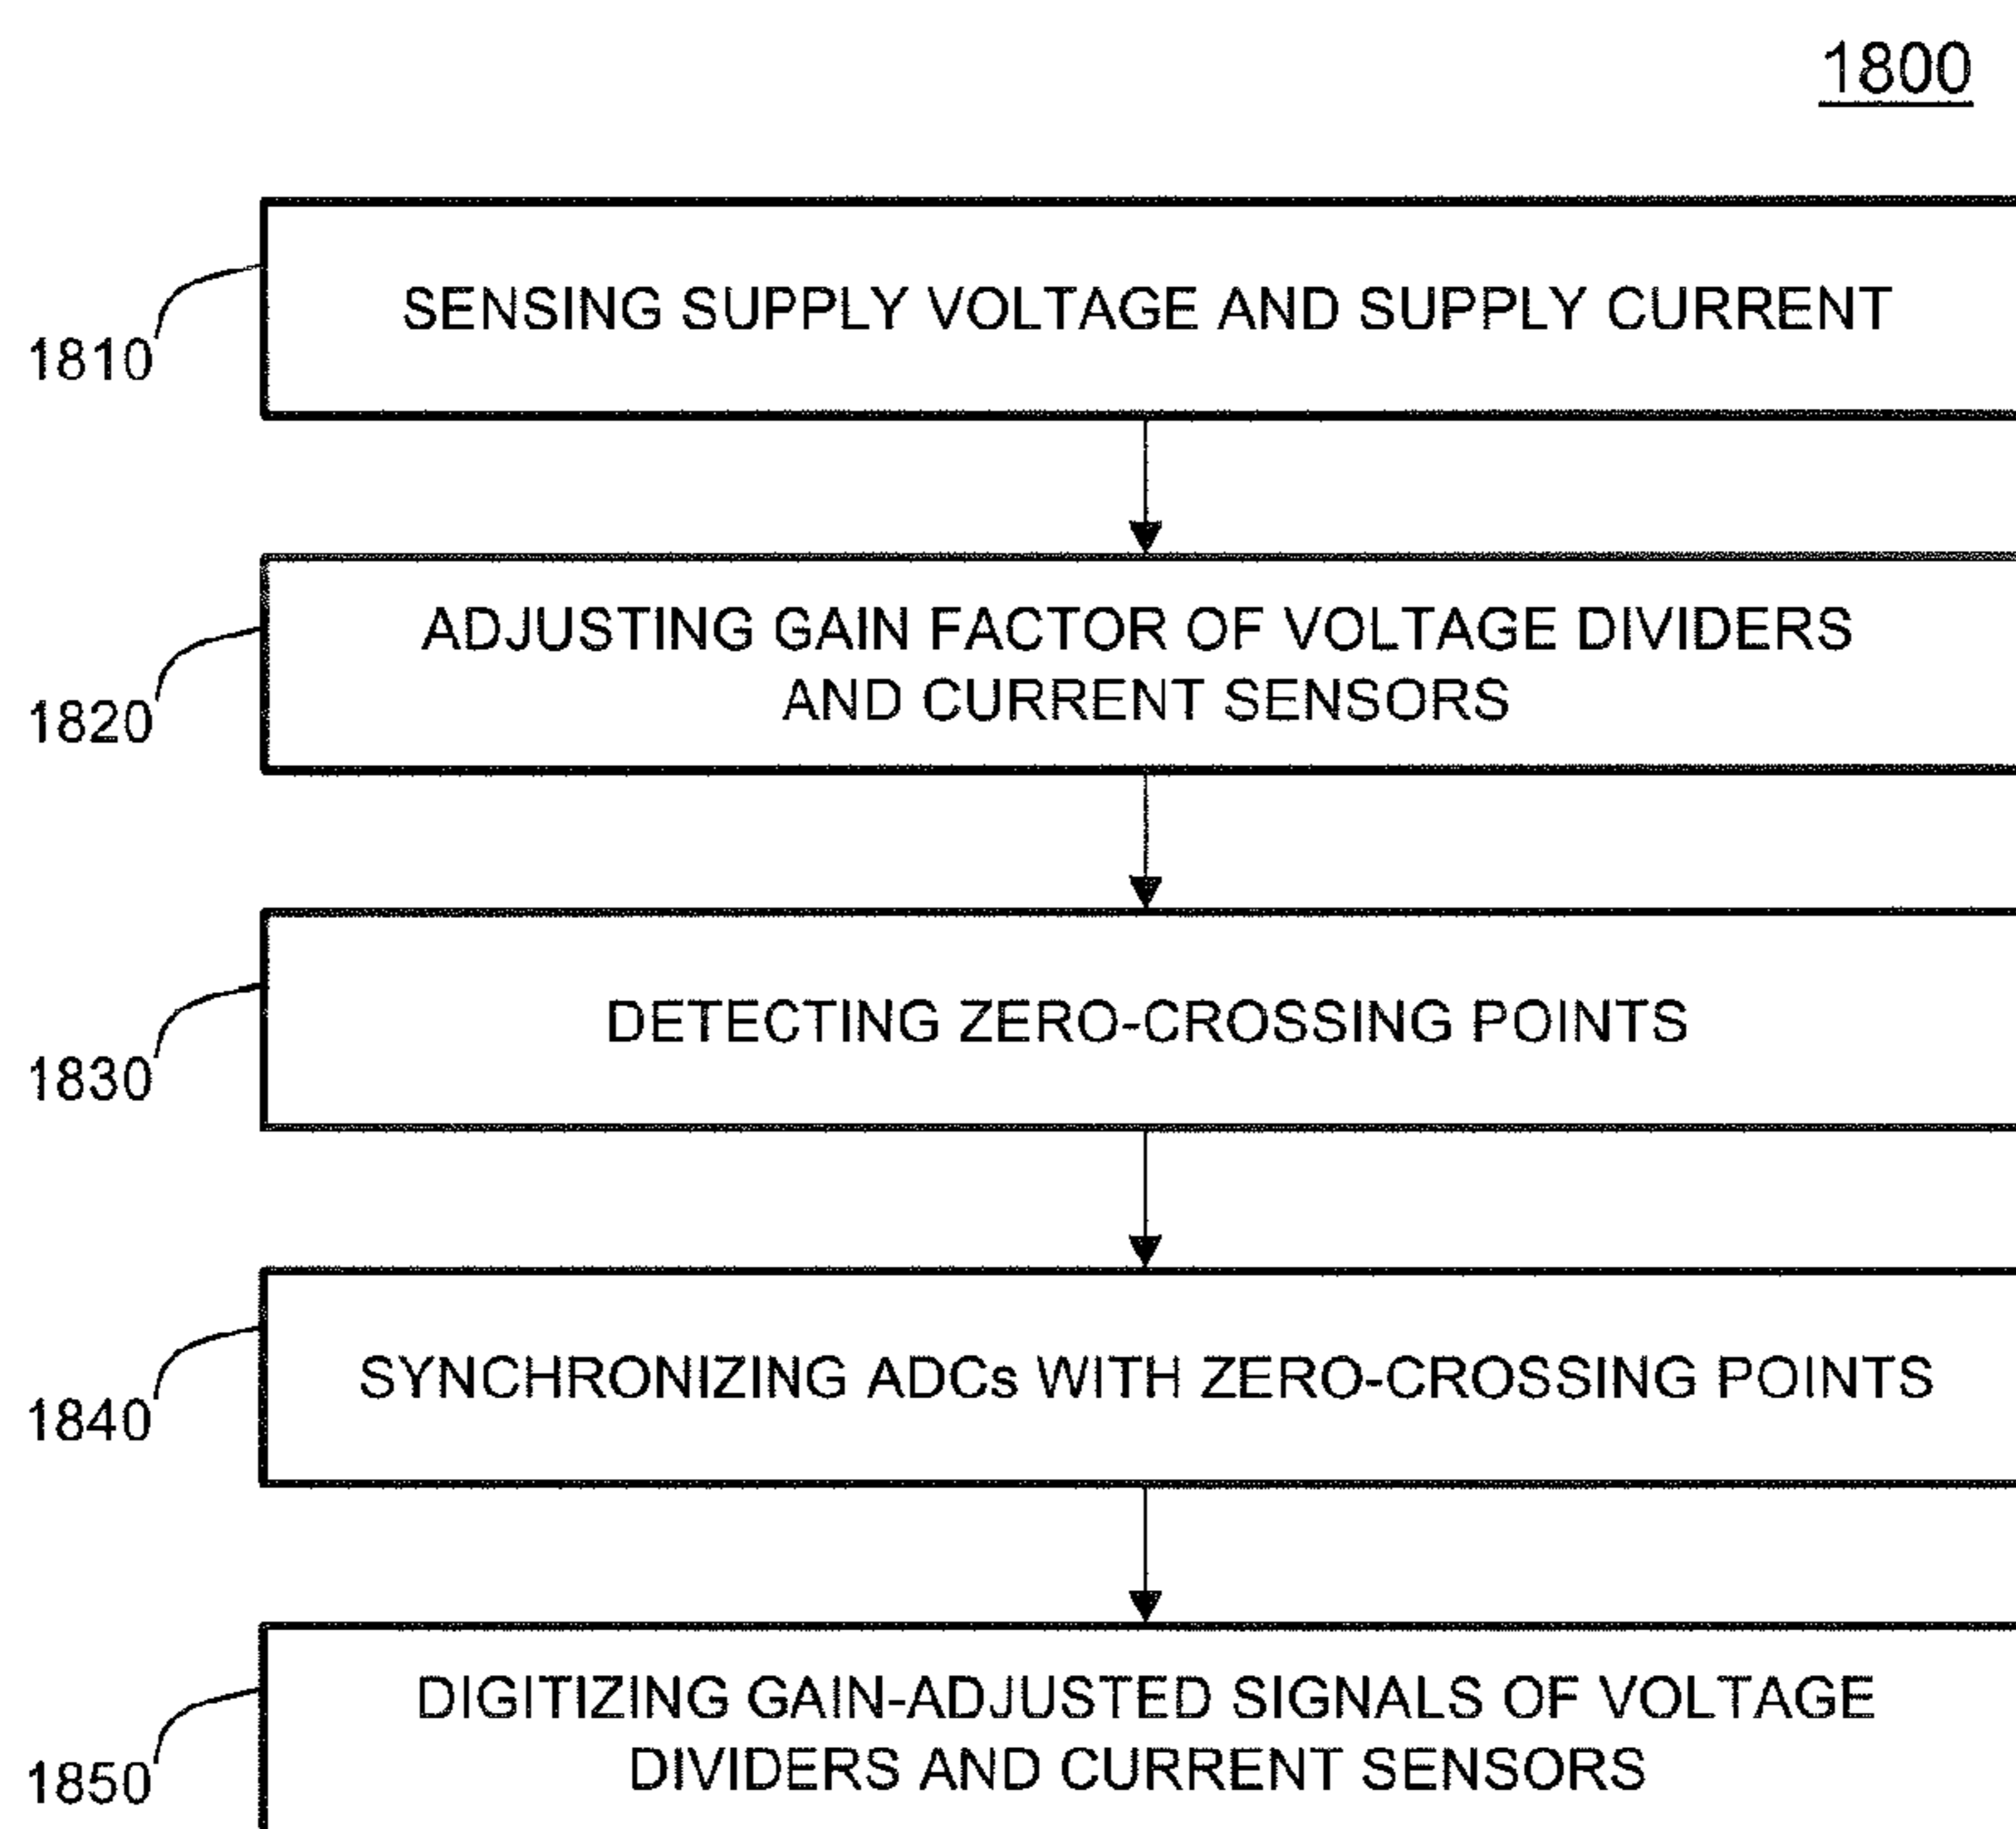 1800
SENSING SUPPLY VOLTAGE AND SUPPLY CURRENT
1810
ADJUSTING GAIN FACTOR OF VOLTAGE DIVIDERS
AND CURRENT SENSORS
1820
DETECTING ZERO-CROSSING POINTS
1830
SYNCHRONIZING ADCs WITH ZERO-CROSSING POINTS
1840
DIGITIZING GAIN-ADJUSTED SIGNALS OF VOLTAGE
DIVIDERS AND CURRENT SENSORS
1850